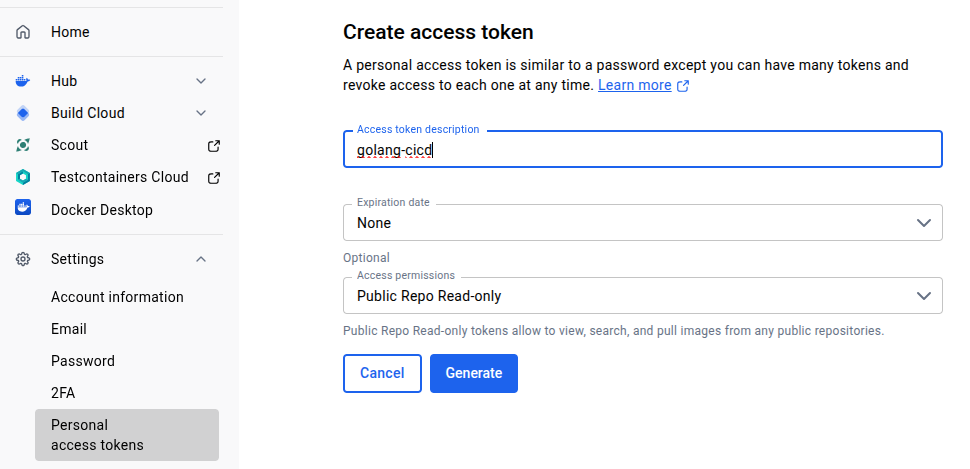 Home
Hub
Build Cloud
Scout
Testcontainers Cloud
Docker Desktop
Settings
Account information
Email
Password
2FA
Personal
access tokens
Create access token
A personal access token is similar to a password except you can have many tokens and
revoke access to each one at any time. Learn more
Access token description
golang-cicd
Expiration date
None
Optional
Access permissions
Public Repo Read-only
Public Repo Read-only tokens allow to view, search, and pull images from any public repositories.
Cancel Generate